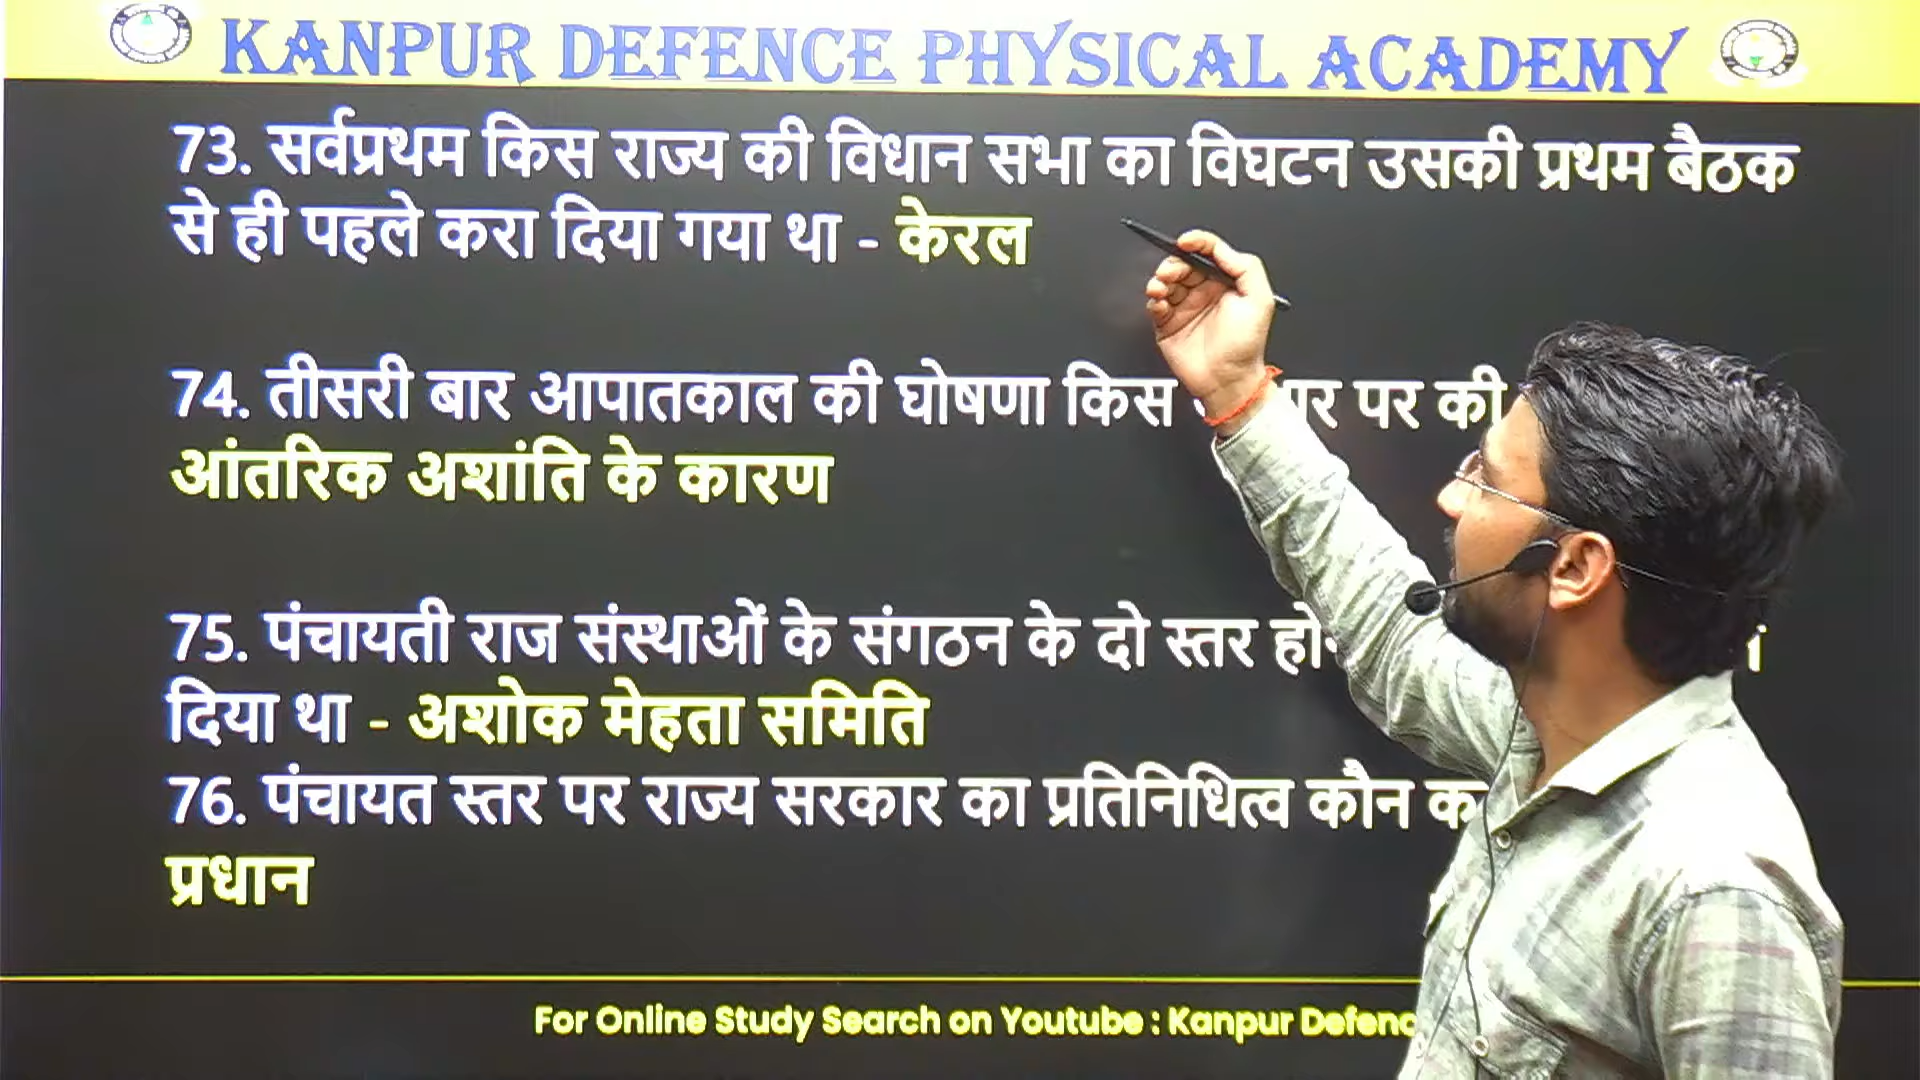 KANPUR DEFENCE PHYSICAL ACADEMY
73. सर्वप्रथम किस राज्य की विधान सभा का विघटन उसकी प्रथम बैठक
से ही पहले करा दिया गया था - केरल
74. तीसरी बार आपातकाल की घोषणा किस पर की
आंतरिक अशांति के कारण
75. पंचायती राज संस्थाओं के संगठन के दो स्तर
दिया था - अशोक मेहता समिति
76. पंचायत स्तर पर राज्य सरकार का प्रतिनिधित्व कौन
प्रधान
For Online Study Search on Youtube : Kanpur